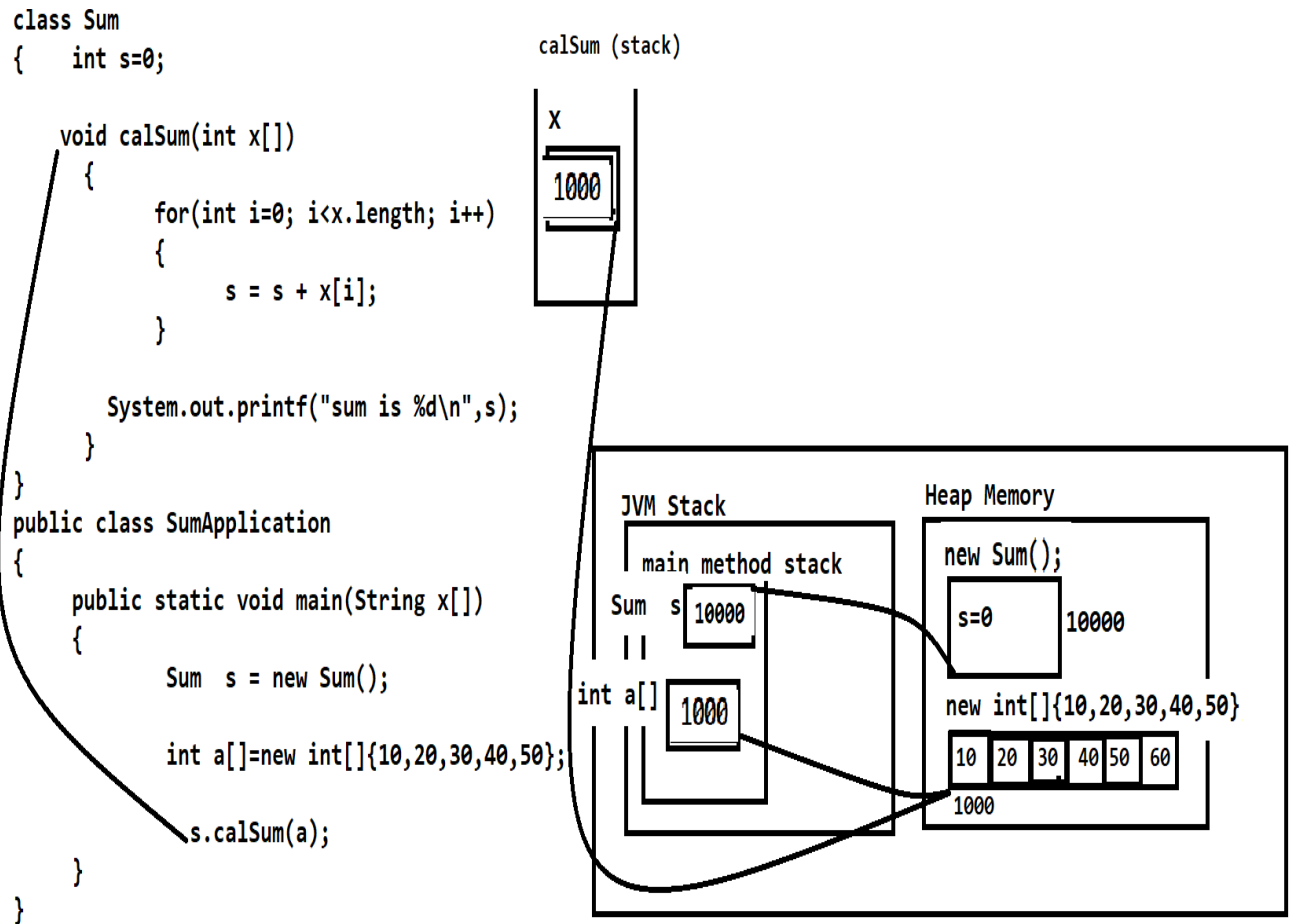 class Sum
{    int s=0;
void calSum(int x[])
{
for(int i=0; i<x.length; i++)
{
s = s + x[i];
}
System.out.printf("sum is %d\n",s);
}
}
public class SumApplication
{
public static void main(String x[])
{
Sum  s = new Sum();
int a[]=new int[]{10,20,30,40,50};
s.calSum(a);
}
}
calSum (stack)
X
1000
JVM Stack
main method stack
Sum  s 10000
int a[] 1000
Heap Memory
new Sum();
s=0 10000
new int[]{10,20,30,40,50}
10 20 30 40 50 60
1000